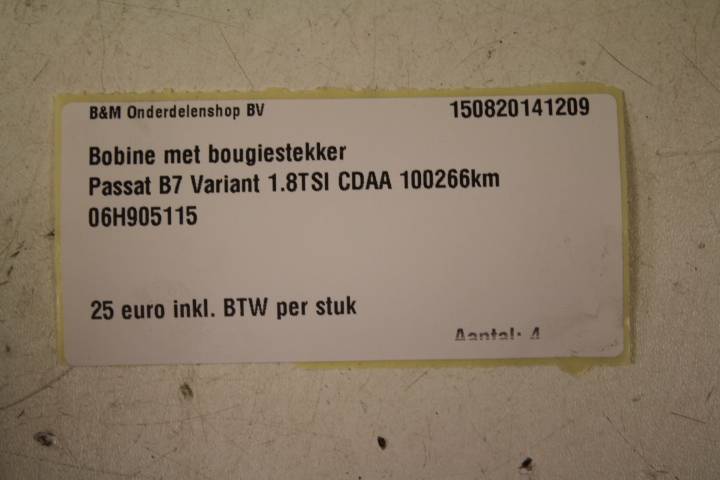 B&M Onderdelenshop BV 150820141209
Bobine met bougiestekker
Passat B7 Variant 1.8TSI CDAA 100266km
06H905115
25 euro inkl. BTW per stuk
Aantal: 4